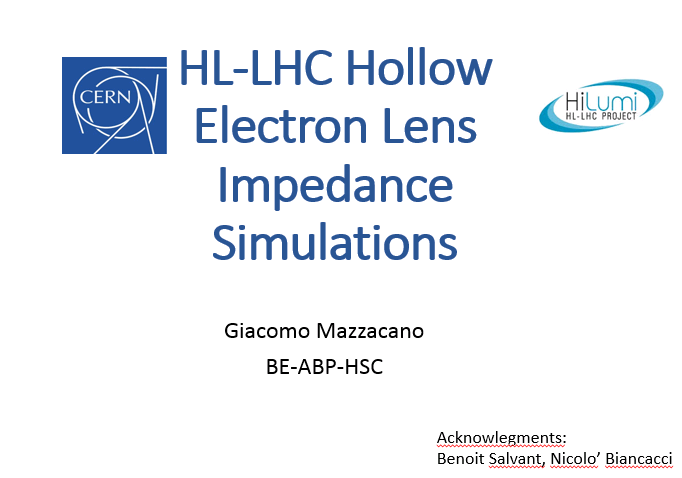 CERN
HL-LHC Hollow
Electron Lens
Impedance
Simulations
HiLumi
HL-LHC PROJECT
Giacomo Mazzacano
BE-ABP-HSC
Acknowlegments:
Benoit Salvant, Nicolo’ Biancacci